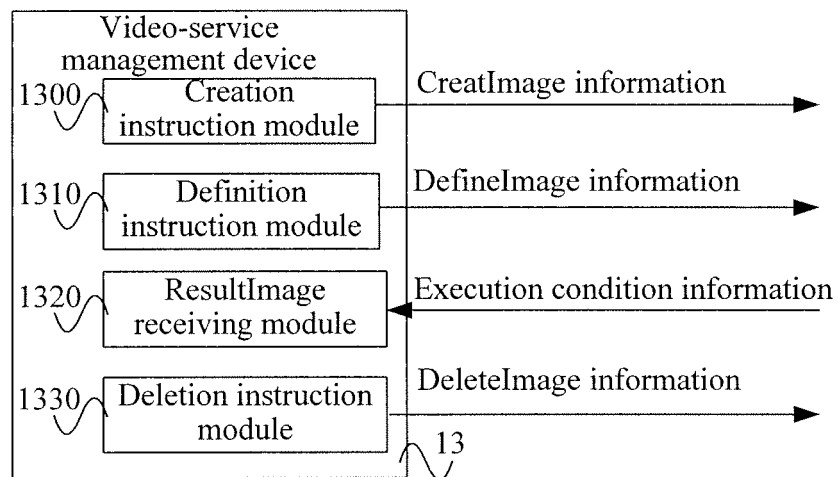 Video-service
management device
1300
Creation
instruction module
CreatImage information
1310
Definition
instruction module
DefineImage information
1320
ResultImage
receiving module
Execution condition information
1330
Deletion instruction
module
DeleteImage information
13